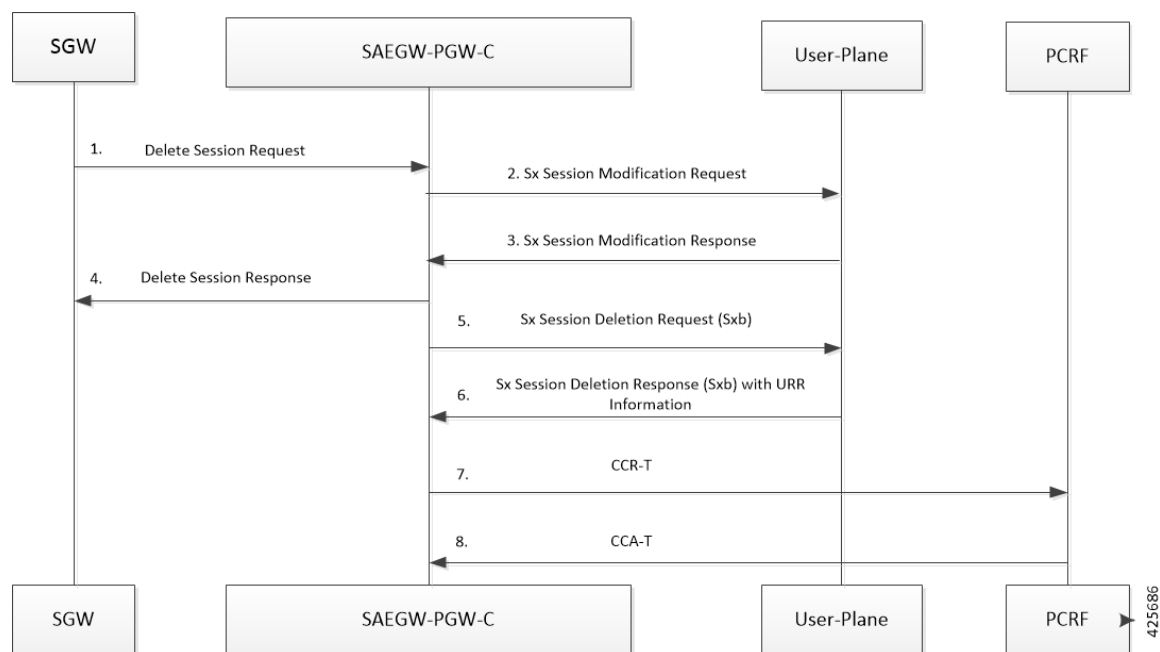 SGW
SAEGW-PGW-C
User-Plane
PCRF
1. Delete Session Request
2. Sx Session Modification Request
3. Sx Session Modification Response
4. Delete Session Response
5. Sx Session Deletion Request (Sxb)
6. Sx Session Deletion Response (Sxb) with URR
Information
7. CCR-T
8. CCA-T
SGW
SAEGW-PGW-C
User-Plane
PCRF
425686